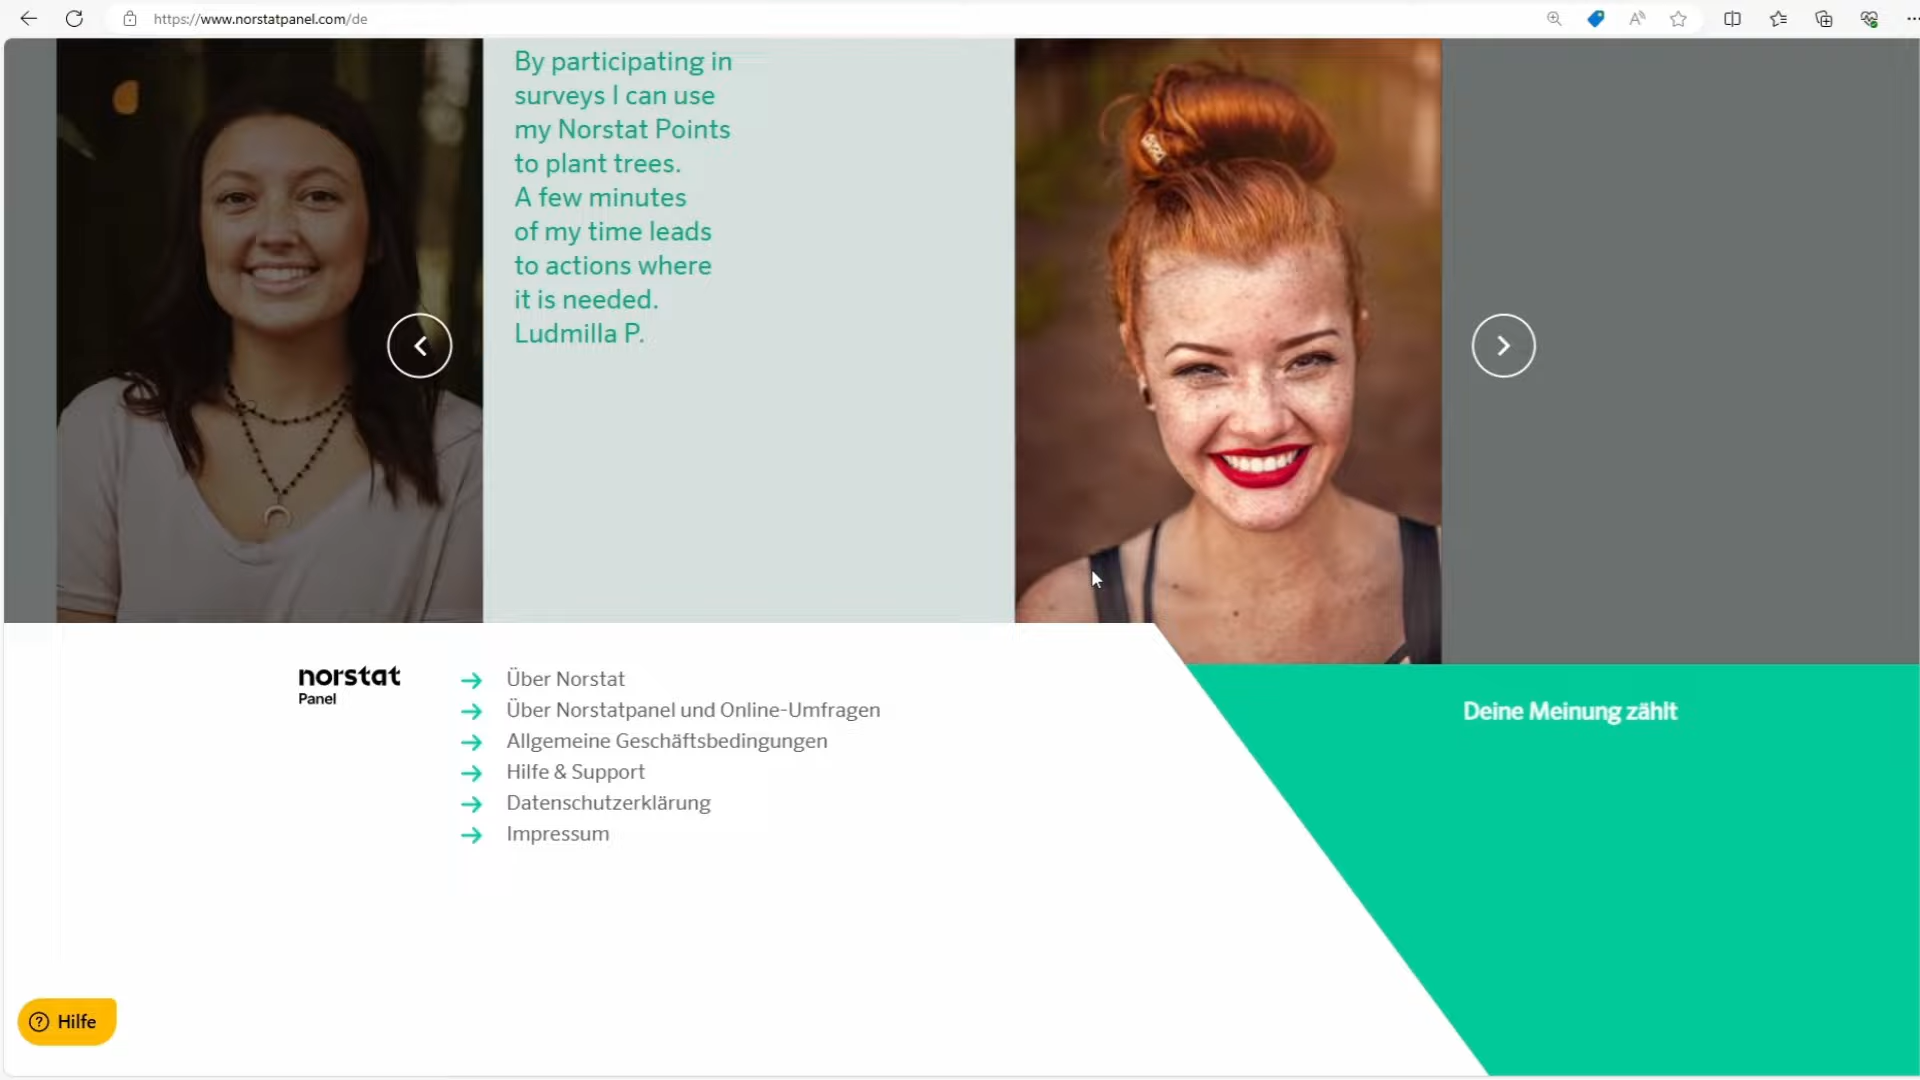 https://www.norstatpanel.com/de
By participating in
surveys I can use
my Norstat Points
to plant trees.
A few minutes
of my time leads
to actions where
it is needed.
Ludmilla P.
norstat
Panel
Über Norstat
Über Norstatpanel und Online-Umfragen
Allgemeine Geschäftsbedingungen
Hilfe & Support
Datenschutzerklärung
Impressum
Deine Meinung zählt
Hilfe